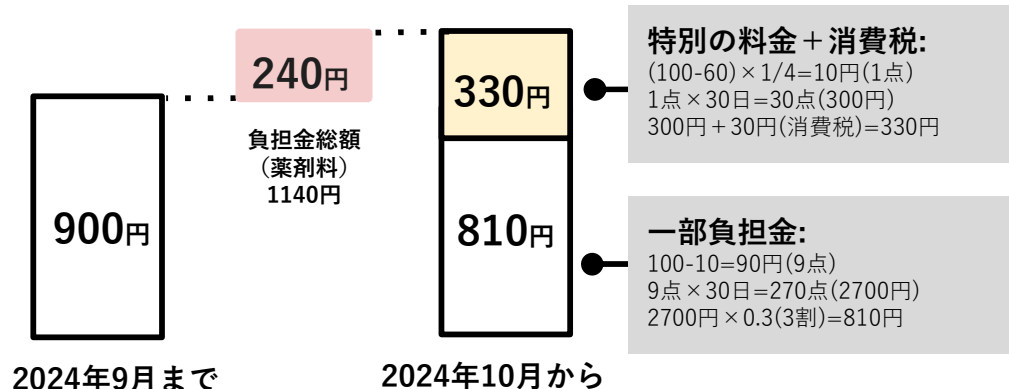 900円
2024年9月まで
240円
負担金総額
（薬剤料）
1140円
330円
810円
2024年10月から
特別の料金＋消費税:
(100-60)×1/4=10円(1点)
1点×30日=30点(300円)
300円＋30円(消費税)=330円
一部負担金:
100-10=90円(9点)
9点×30日=270点(2700円)
2700円×0.3(3割)=810円